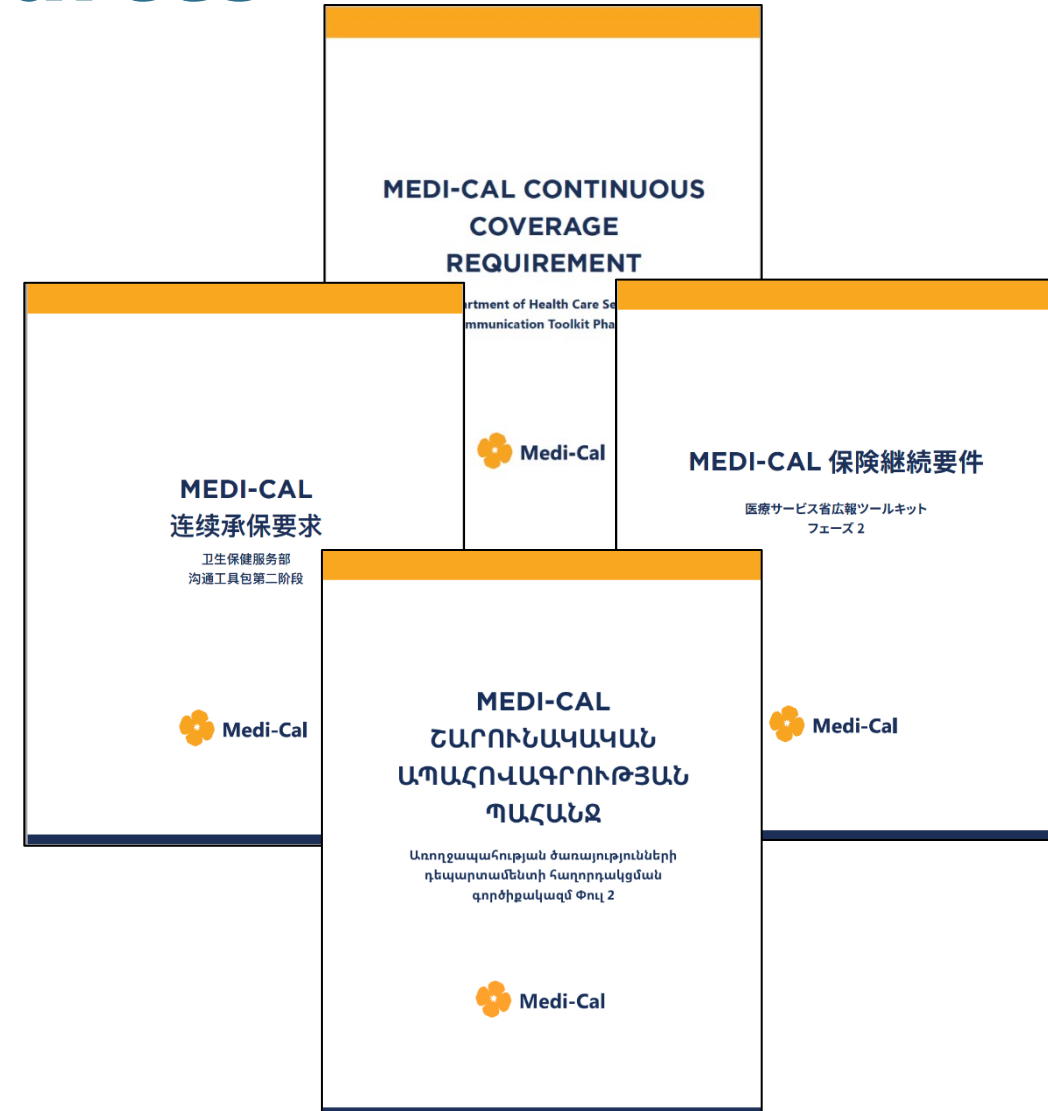 MEDI-CAL CONTINUOUS
COVERAGE
REQUIREMENT
of Health Care
Toolkit
Medi-Cal
MEDI-CAL
连续承保要求
卫生保健服务部
沟通工具包第二阶段
Medi-Cal
MEDI-CAL 保険継続要件
医療サービス省広報ツールキット
フェーズ 2
Medi-Cal
MEDI-CAL
ՇԱՐՈՒՆԱԿԱԿԱՆ
ԱՊԱՀՈՎԱԳՐՈՒԹՅԱՆ
ՊԱՀԱՆՋ
Առողջապահության ծառայությունների
դեպարտամենտի հաղորդակցման
գործիքակազմ Փուլ 2
Medi-Cal